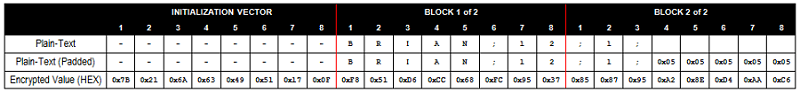 INITIALIZATION VECTOR BLOCK 1 of 2 BLOCK 2 of 2
1 2 3 4 5 6 7 8 1 2 3 4 5 6 7 8 1 2 3 4 5 6 7 8
Plain-Text - - - - - - - - B R I A N ; 1 2 ; 1 ;
Plain-Text (Padded) - - - - - - - - B R I A N ; 1 2 ; 1 ; 0x05 0x05 0x05 0x05 0x05
Encrypted Value (HEX) 0x7B 0x21 0x6A 0x63 0x49 0x51 0x17 0x0F 0xF8 0x51 0xD6 0xCC 0x68 0xFC 0x95 0x37 0x85 0x87 0x95 0xA2 0x8E 0xD4 0xAA 0xC6